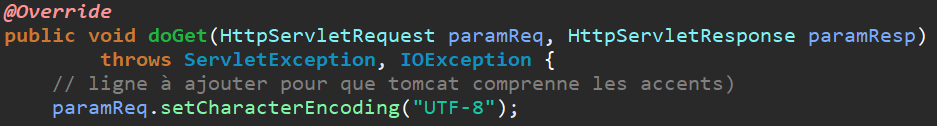 @Override
public void doGet(HttpServletRequest paramReq, HttpServletResponse paramResp)
throws ServletException, IOException {
// ligne à ajouter pour que tomcat comprenne les accents)
paramReq.setCharacterEncoding("UTF-8");